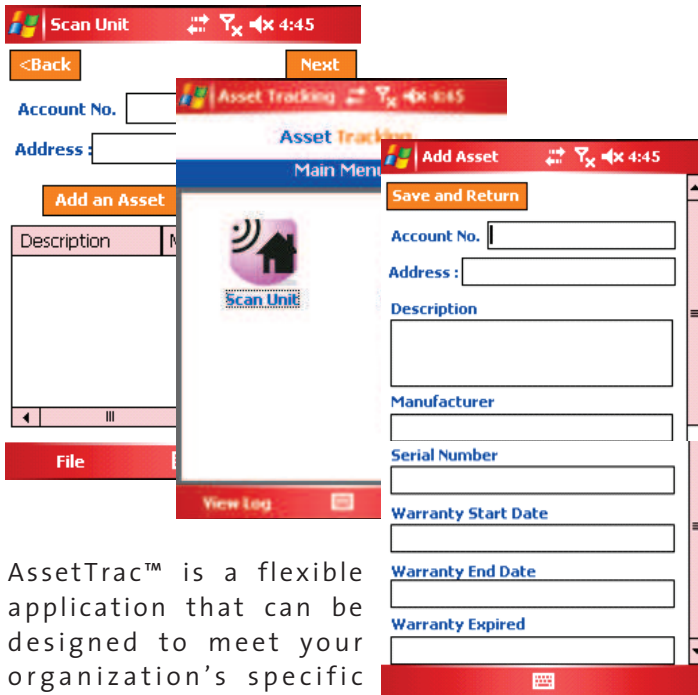 Scan Unit 4:45
<Back Next
Account No.
Address :
Add an Asset
Description
File
Asset Tracking 4:45
Asset Tracking
Main Menu
Scan Unit
View Log
Add Asset 4:45
Save and Return
Account No.
Address :
Description
Manufacturer
Serial Number
Warranty Start Date
Warranty End Date
Warranty Expired
AssetTrac™ is a flexible
application that can be
designed to meet your
organization's specific